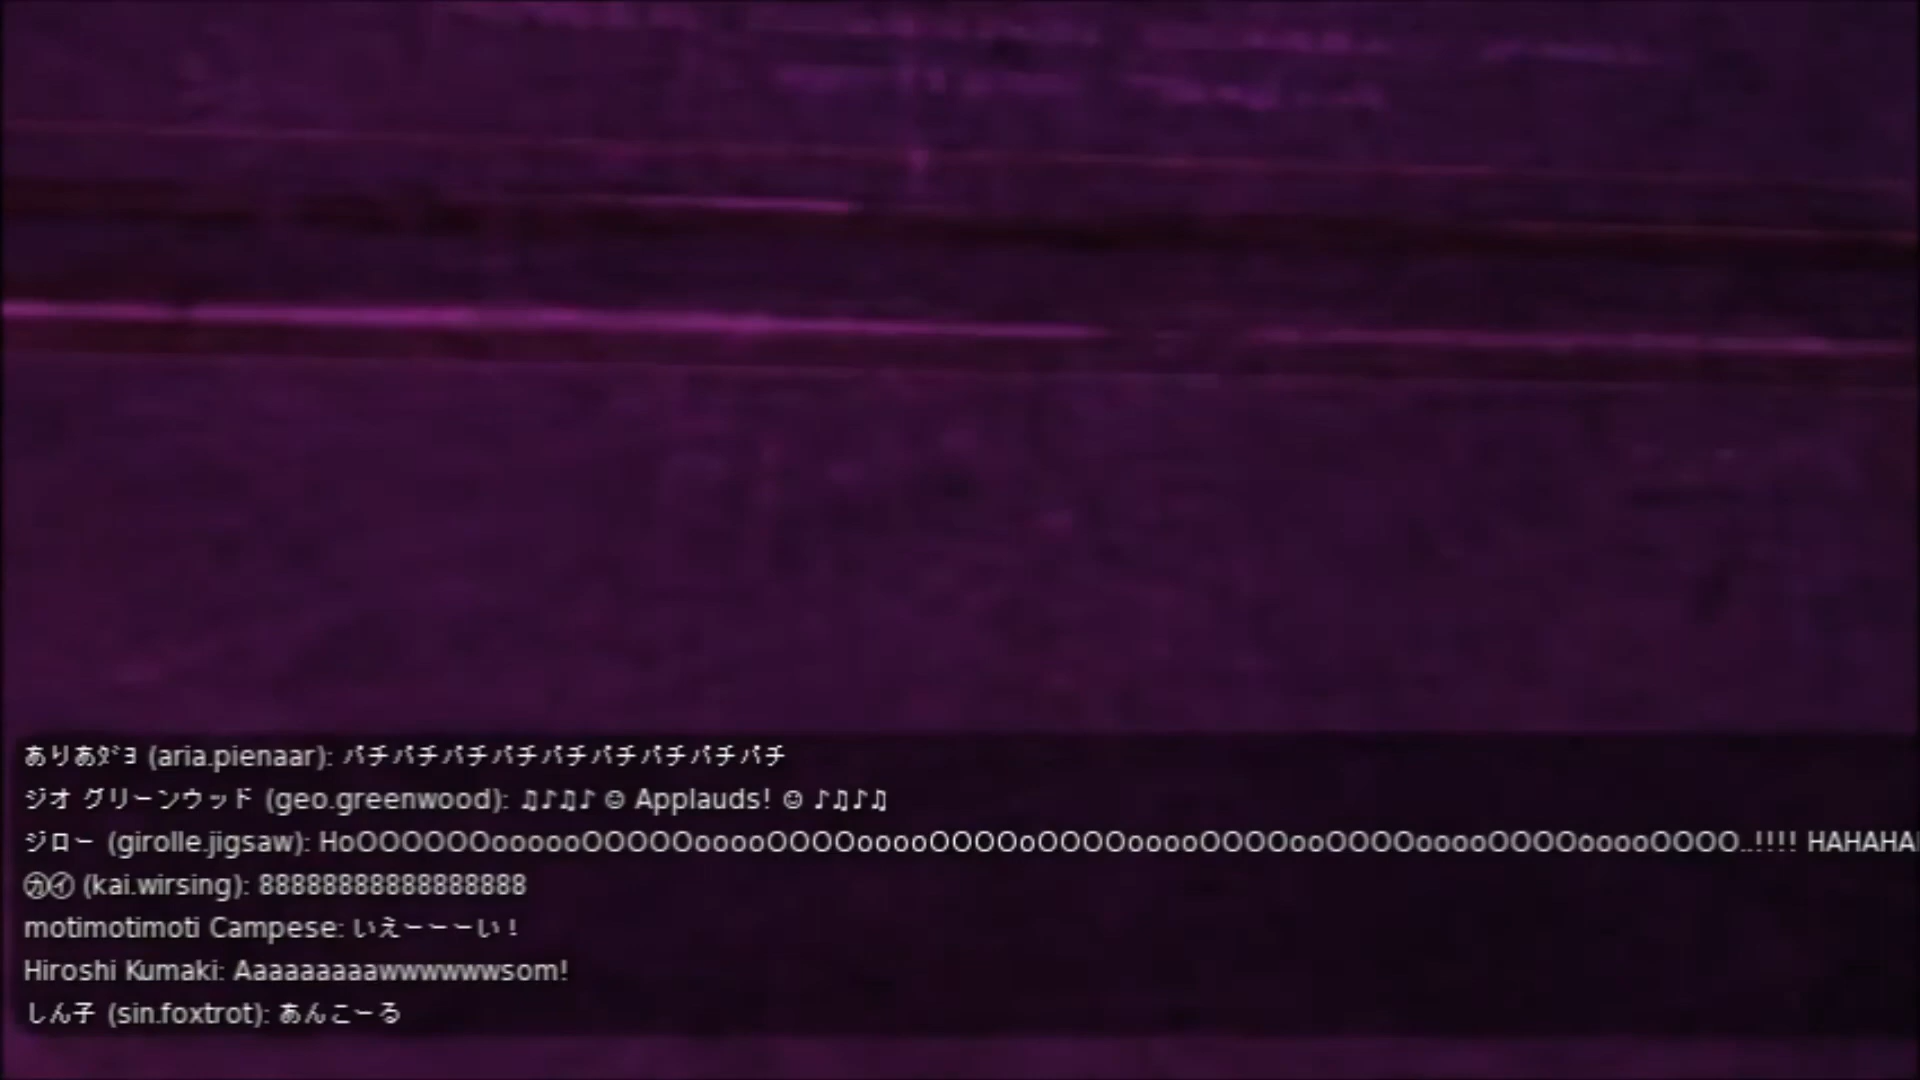 ありあﾀﾞヨ (aria.pienaar): パチパチパチパチパチパチパチパチパチ
ジオ グリーンウッド (geo.greenwood): ♫♪♫♪ ☺ Applauds! ☺ ♪♫♪♫
ジロー (girolle.jigsaw): HoOOOOOOoooooOOOOOooooOOOOooooOOOOoOOOOooooOOOOooOOOOooooOOOOooooOOOO..!!!! HAHAHA
㋕㋑ (kai.wirsing): 88888888888888888
motimotimoti Campese: いえーーーい！
Hiroshi Kumaki: Aaaaaaaaawwwwwwsom!
しん子 (sin.foxtrot): あんこーる